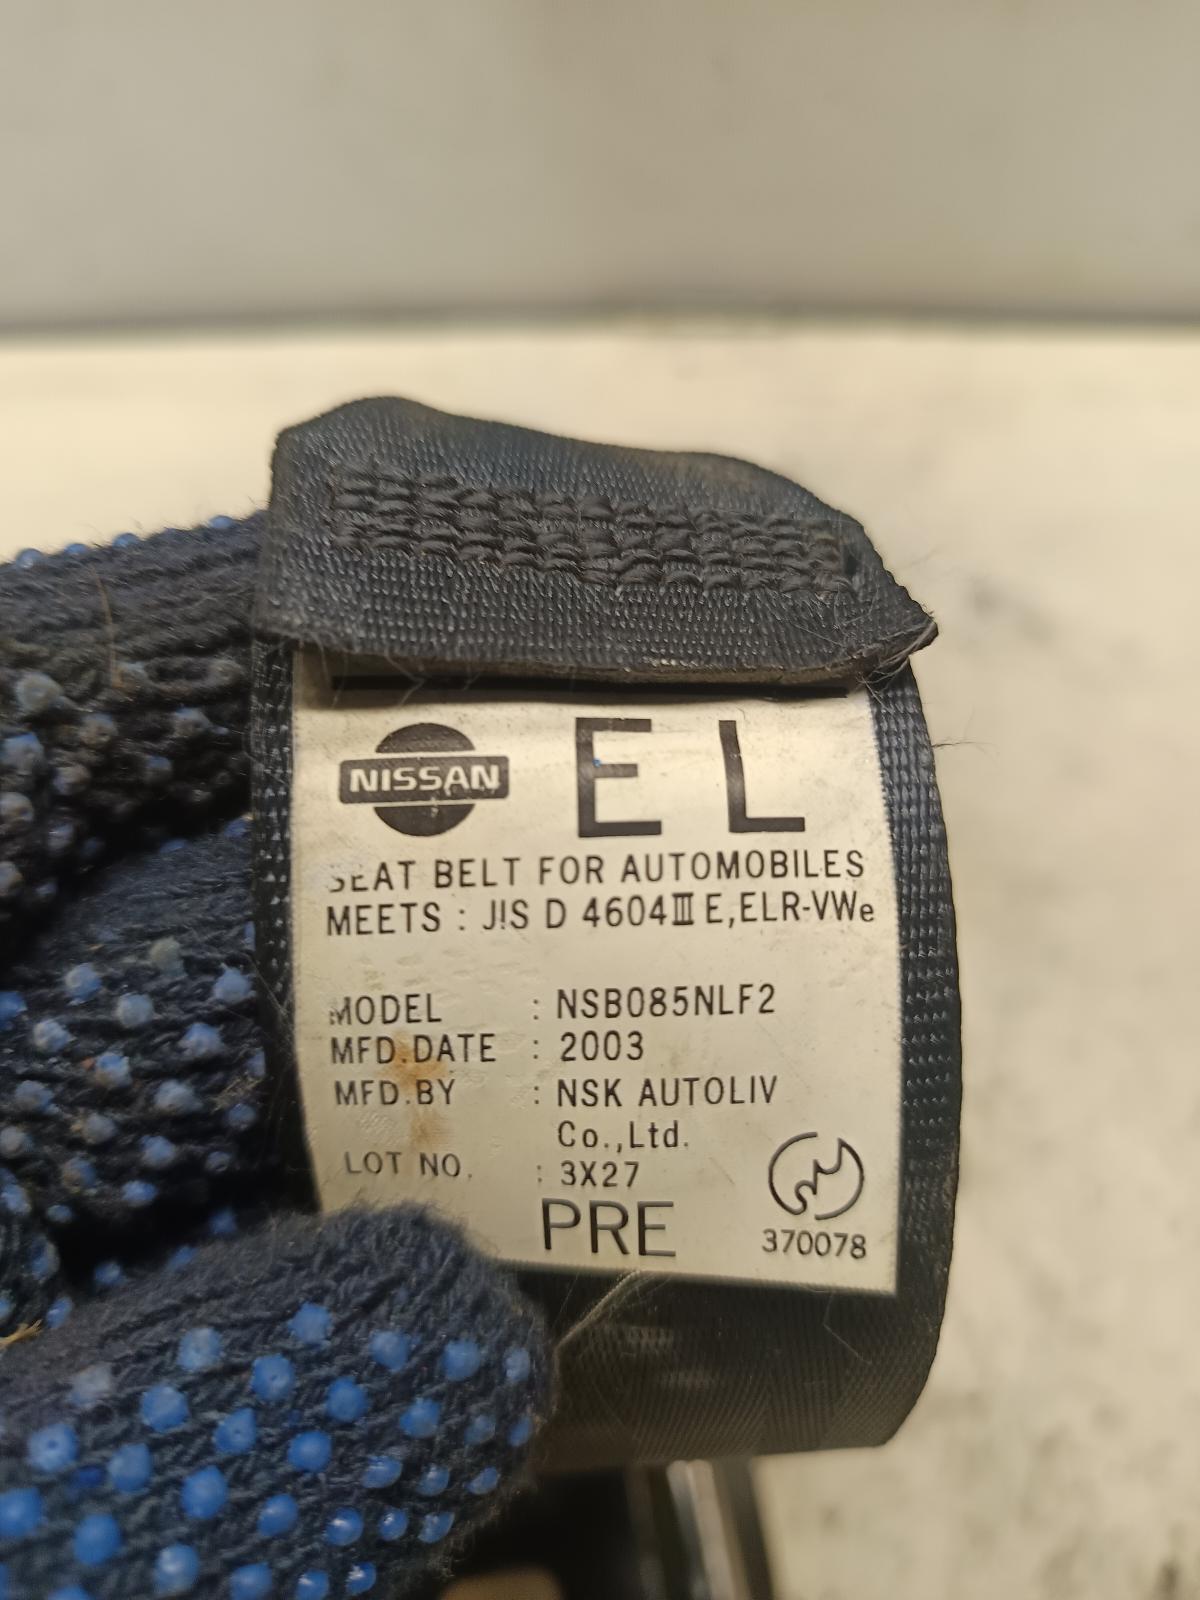 NISSAN E L
SEAT BELT FOR AUTOMOBILES
MEETS : JIS D 4604Ⅲ E,ELR-VWe
MODEL : NSB085NLF2
MFD.DATE : 2003
MFD.BY : NSK AUTOLIV
Co.,Ltd.
LOT NO. : 3X27
PRE
370078